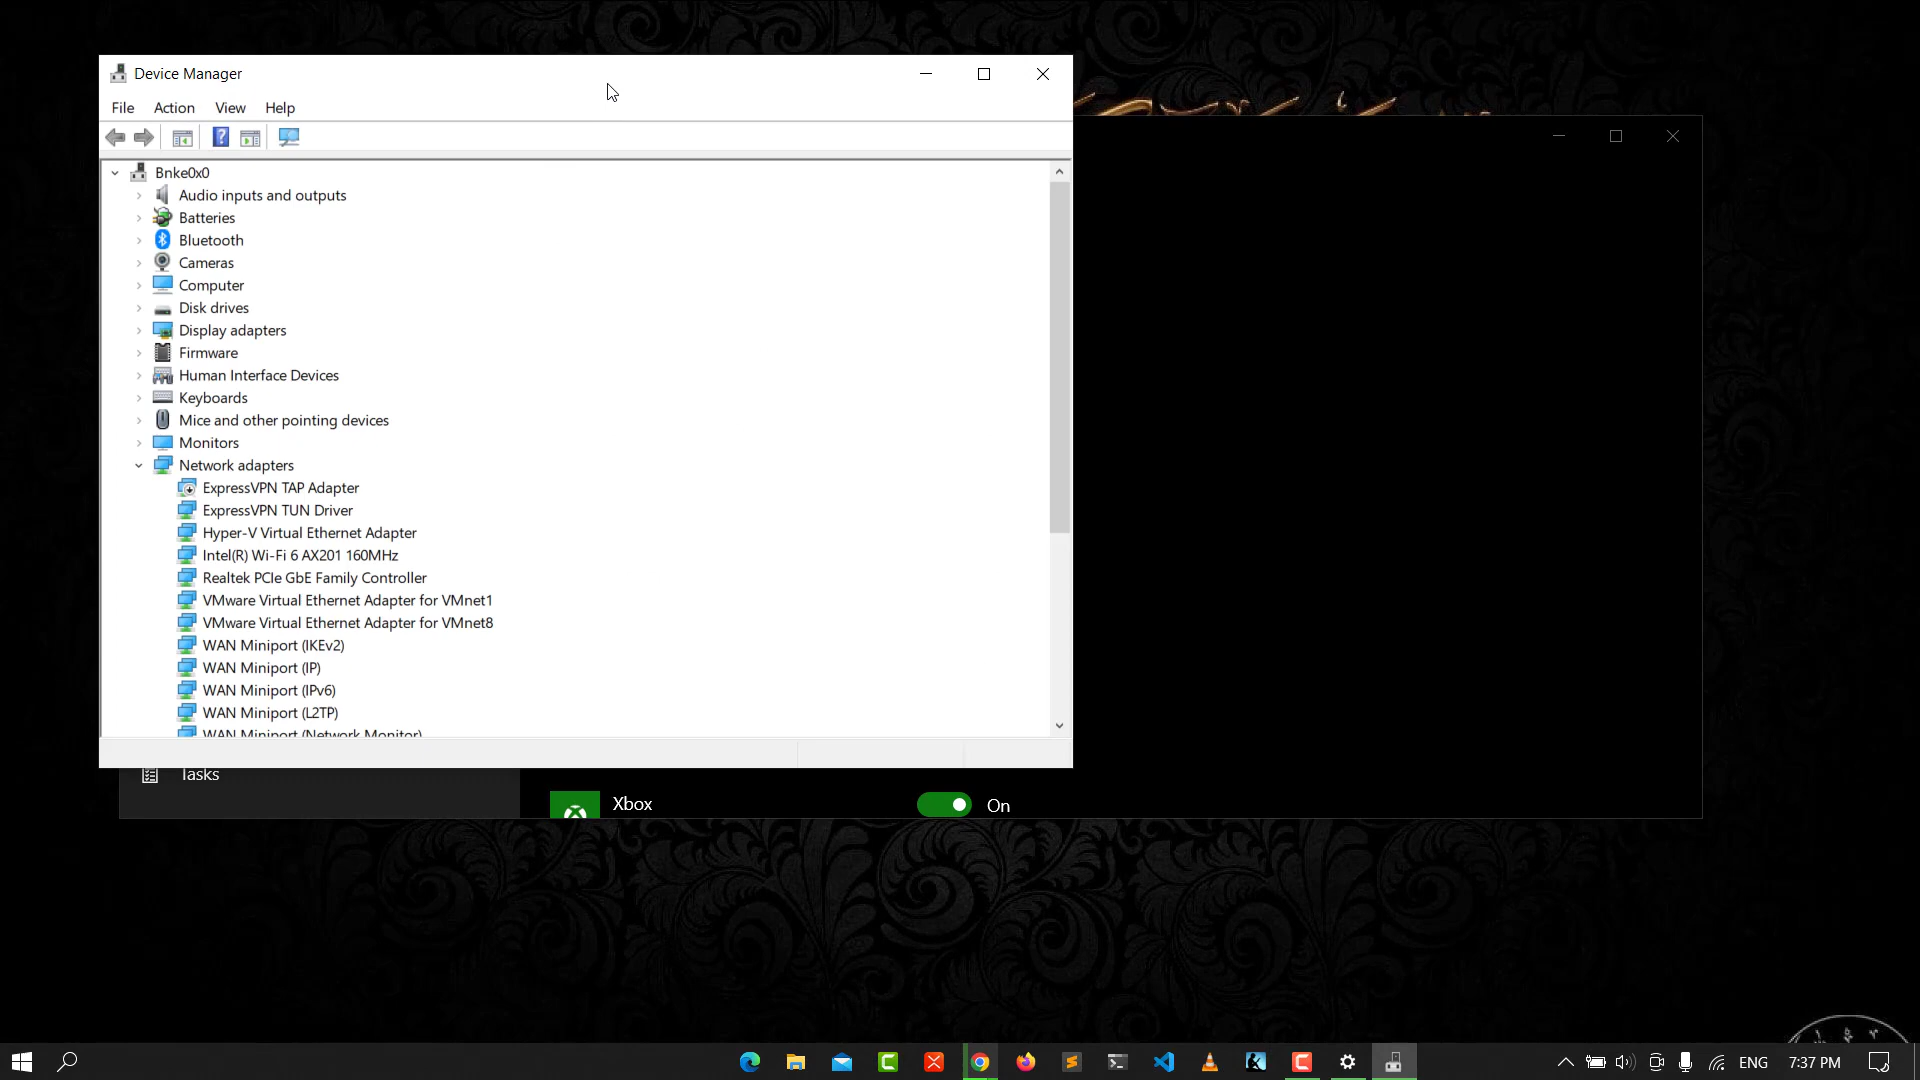 Device Manager
File Action View Help
Bnke0x0
Audio inputs and outputs
Batteries
Bluetooth
Cameras
Computer
Disk drives
Display adapters
Firmware
Human Interface Devices
Keyboards
Mice and other pointing devices
Monitors
Network adapters
ExpressVPN TAP Adapter
ExpressVPN TUN Driver
Hyper-V Virtual Ethernet Adapter
Intel(R) Wi-Fi 6 AX201 160MHz
Realtek PCIe GbE Family Controller
VMware Virtual Ethernet Adapter for VMnet1
VMware Virtual Ethernet Adapter for VMnet8
WAN Miniport (IKEv2)
WAN Miniport (IP)
WAN Miniport (IPv6)
WAN Miniport (L2TP)
WAN Miniport (Network Monitor)
Tasks
Xbox On
ENG 7:37 PM